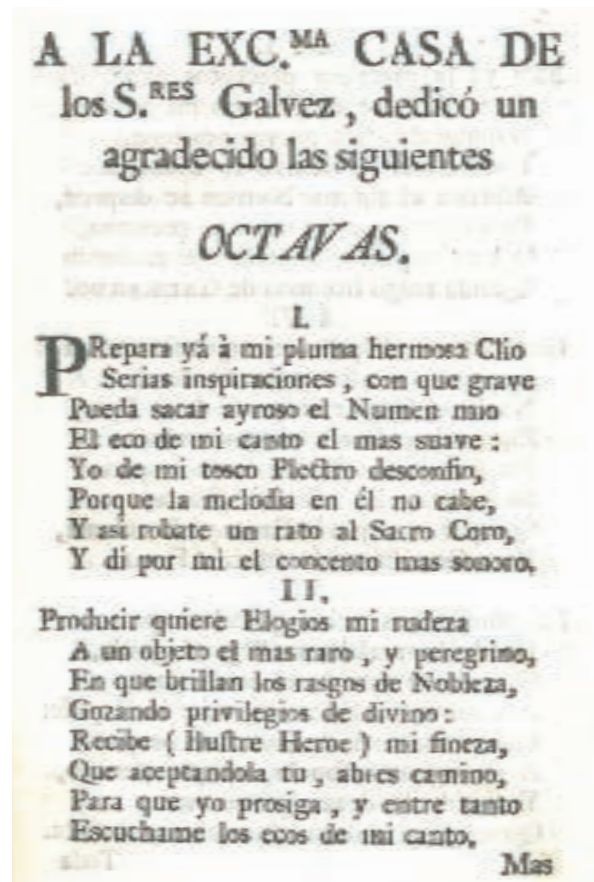 A LA EXC.MA CASA DE
los S.RES Galvez, dedicó un
agradecido las siguientes
OCTAVAS.
I.
PRepara yá à mi pluma hermosa Clio
Serias inspiraciones, con que grave
Pueda sacar ayroso el Numen mio
El eco de mi canto el mas suave:
Yo de mi tosco Plectro desconfio,
Porque la melodia en él no cabe,
Y asi robate un rato al Sacro Coro,
Y di por mi el concento mas sonoro.
II.
Producir quiere Elogios mi rudeza
A un objeto el mas raro, y peregrino,
En que brillan los rasgos de Nobleza,
Gozando privilegios de divino:
Recibe (Ilustre Heroe) mi fineza,
Que aceptandola tu, abres camino,
Para que yo prosiga, y entre tanto
Escuchame los ecos de mi canto.
Mas